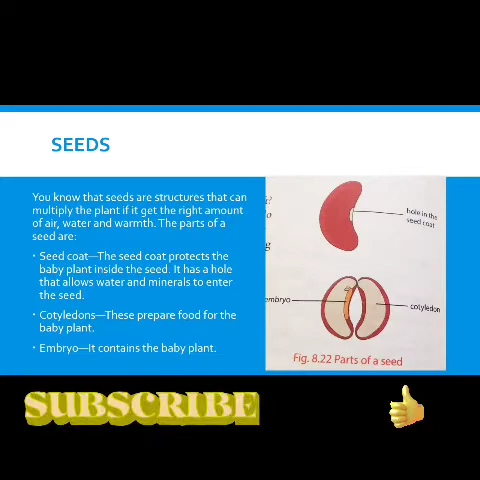 SEEDS
You know that seeds are structures that can
multiply the plant if it get the right amount
of air, water and warmth. The parts of a
seed are:
• Seed coat—The seed coat protects the
baby plant inside the seed. It has a hole
that allows water and minerals to enter
the seed.
• Cotyledons—These prepare food for the
baby plant.
• Embryo—It contains the baby plant.
hole in the
seed coat
embryo
cotyledon
Fig. 8.22 Parts of a seed
SUBSCRIBE